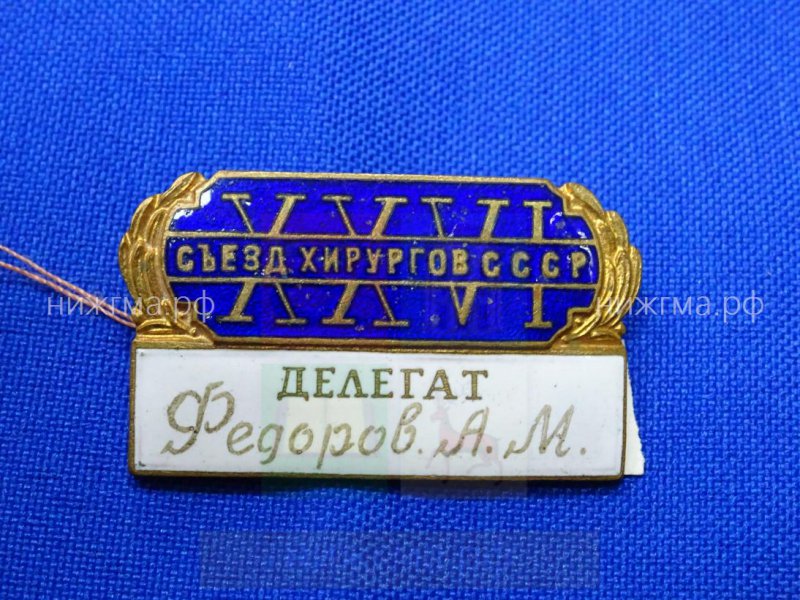 XXVI
СЪЕЗД ХИРУРГОВ СССР
нижгма.рф
нижгма.рф
ДЕЛЕГАТ
Федоров. А. М.